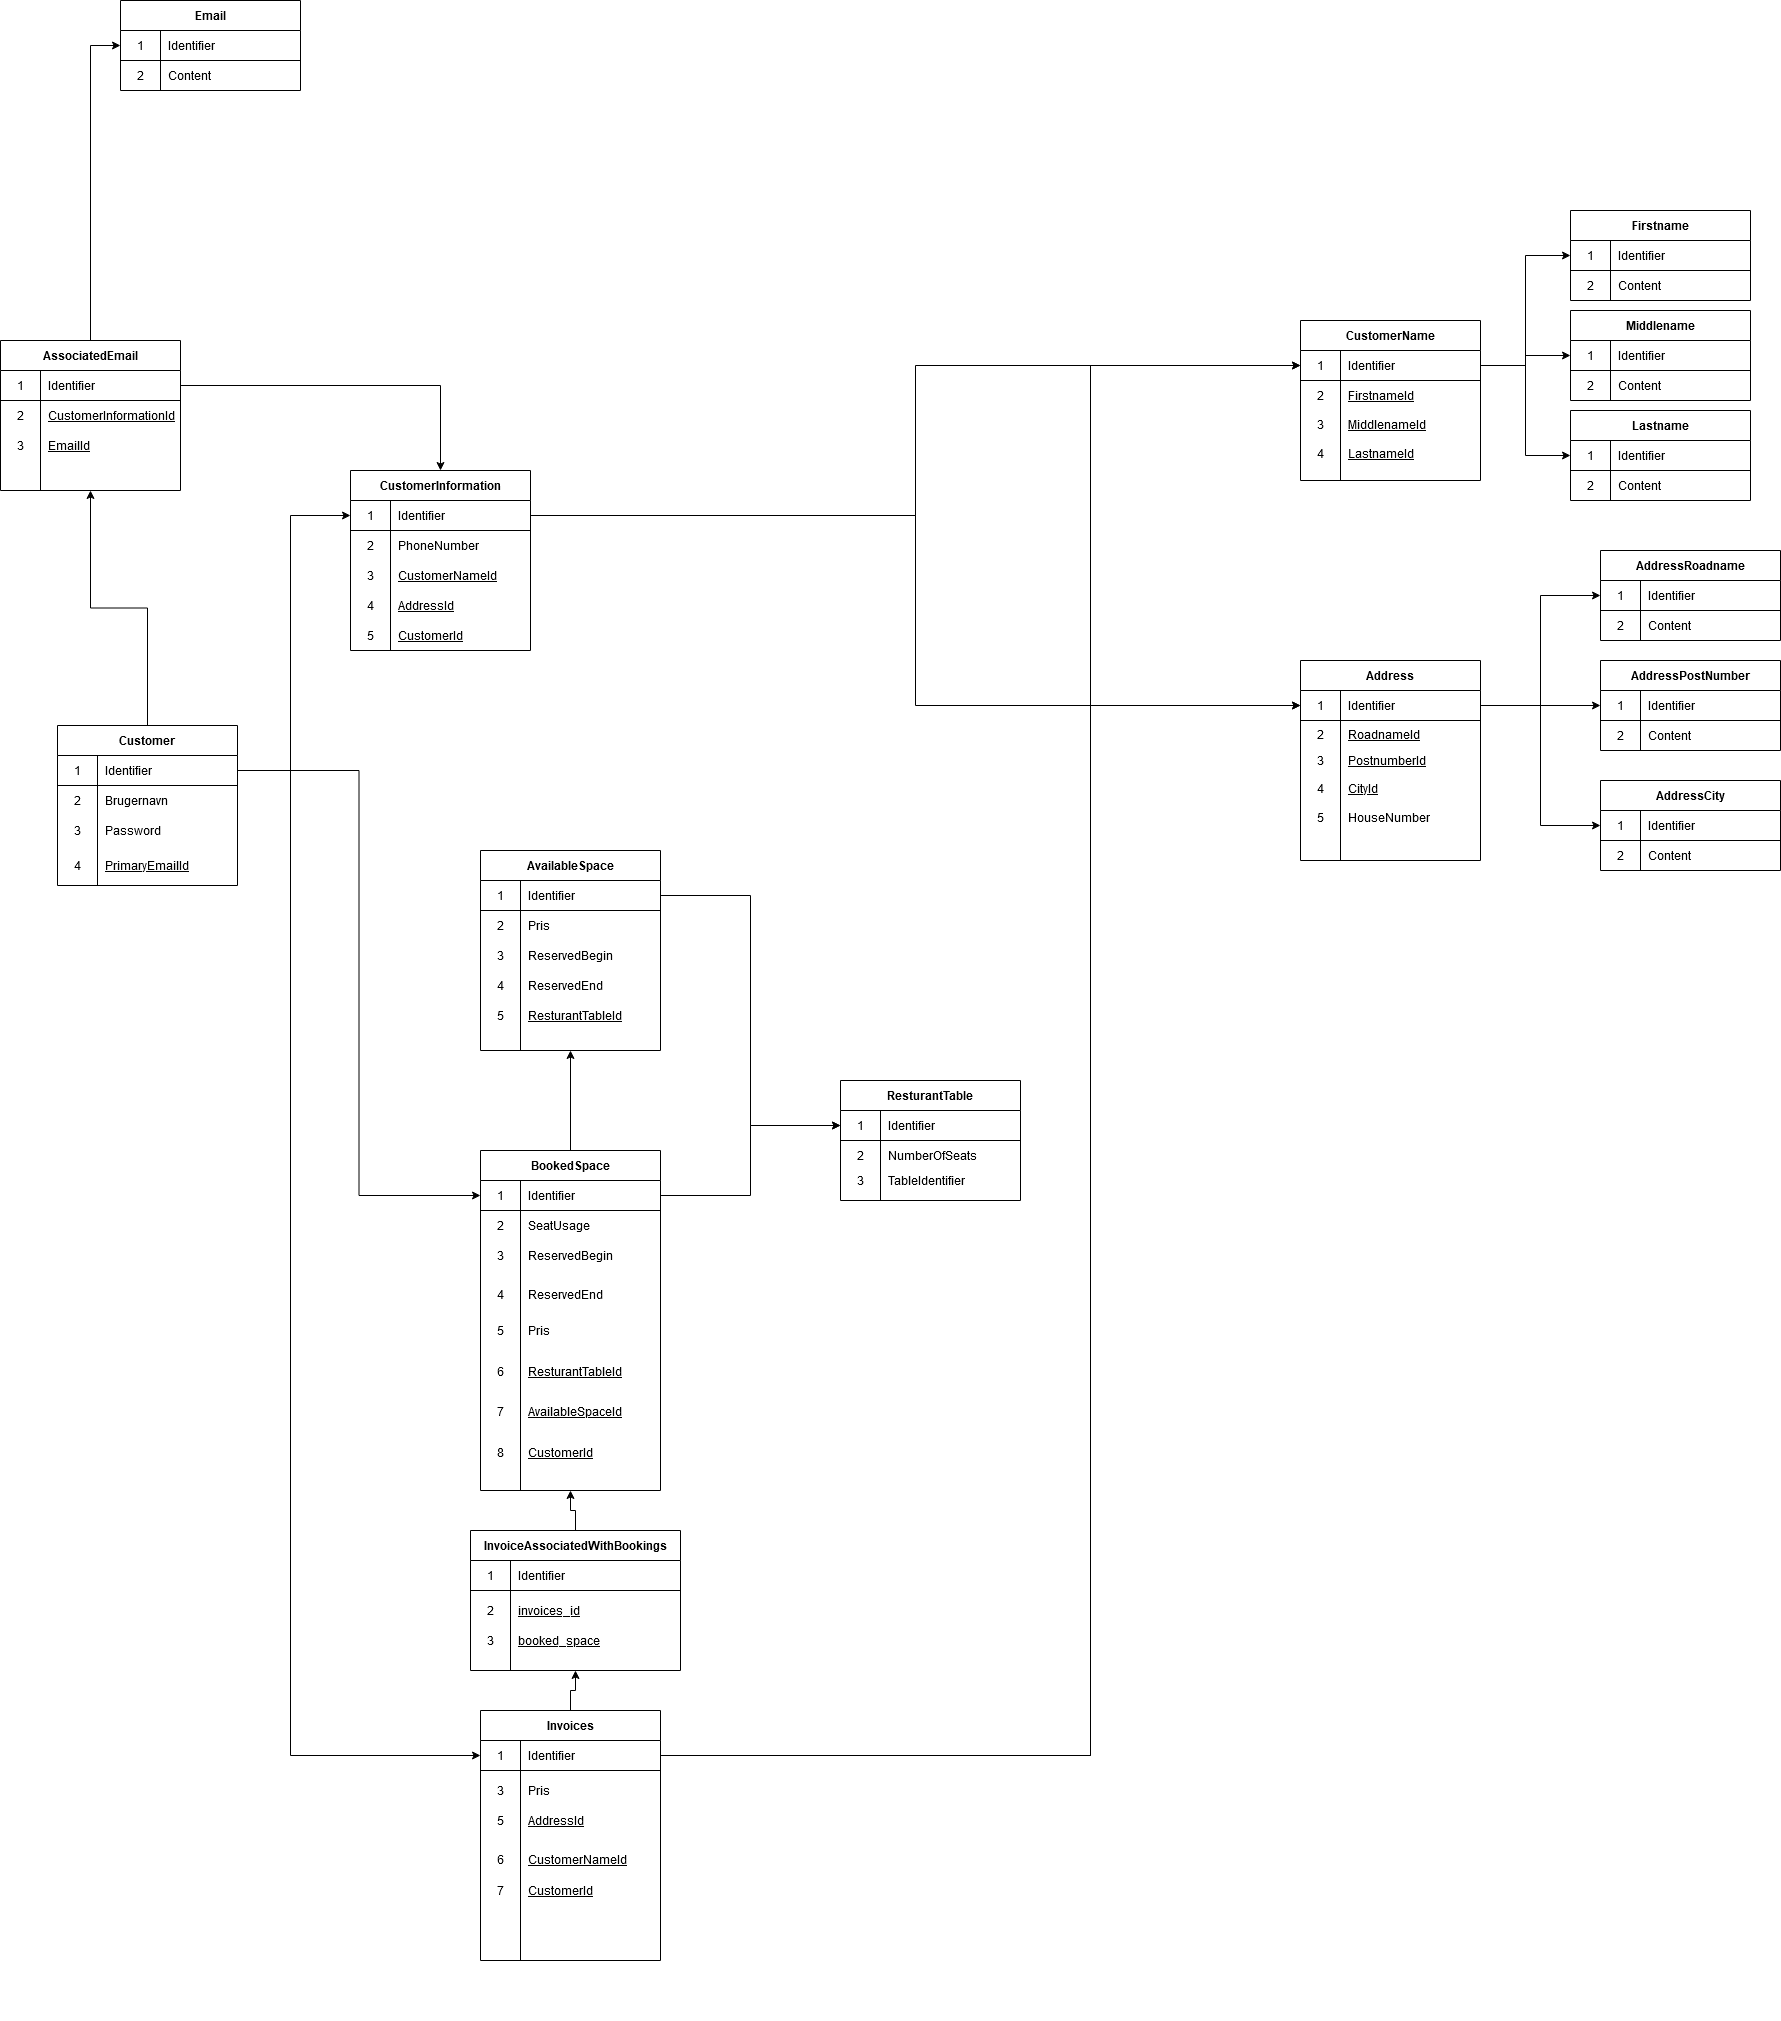 Email
1 Identifier
2 Content
AssociatedEmail
1 Identifier
2 CustomerInformationId
3 EmailId
CustomerInformation
1 Identifier
2 PhoneNumber
3 CustomerNameId
4 AddressId
5 CustomerId
Customer
1 Identifier
2 Brugernavn
3 Password
4 PrimaryEmailId
CustomerName
1 Identifier
2 FirstnameId
3 MiddlenameId
4 LastnameId
Firstname
1 Identifier
2 Content
Middlename
1 Identifier
2 Content
Lastname
1 Identifier
2 Content
Address
1 Identifier
2 RoadnameId
3 PostnumberId
4 CityId
5 HouseNumber
AddressRoadname
1 Identifier
2 Content
AddressPostNumber
1 Identifier
2 Content
AddressCity
1 Identifier
2 Content
AvailableSpace
1 Identifier
2 Pris
3 ReservedBegin
4 ReservedEnd
5 ResturantTableId
ResturantTable
1 Identifier
2 NumberOfSeats
3 TableIdentifier
BookedSpace
1 Identifier
2 SeatUsage
3 ReservedBegin
4 ReservedEnd
5 Pris
6 ResturantTableId
7 AvailableSpaceId
8 CustomerId
InvoiceAssociatedWithBookings
1 Identifier
2 invoices_id
3 booked_space
Invoices
1 Identifier
3 Pris
5 AddressId
6 CustomerNameId
7 CustomerId